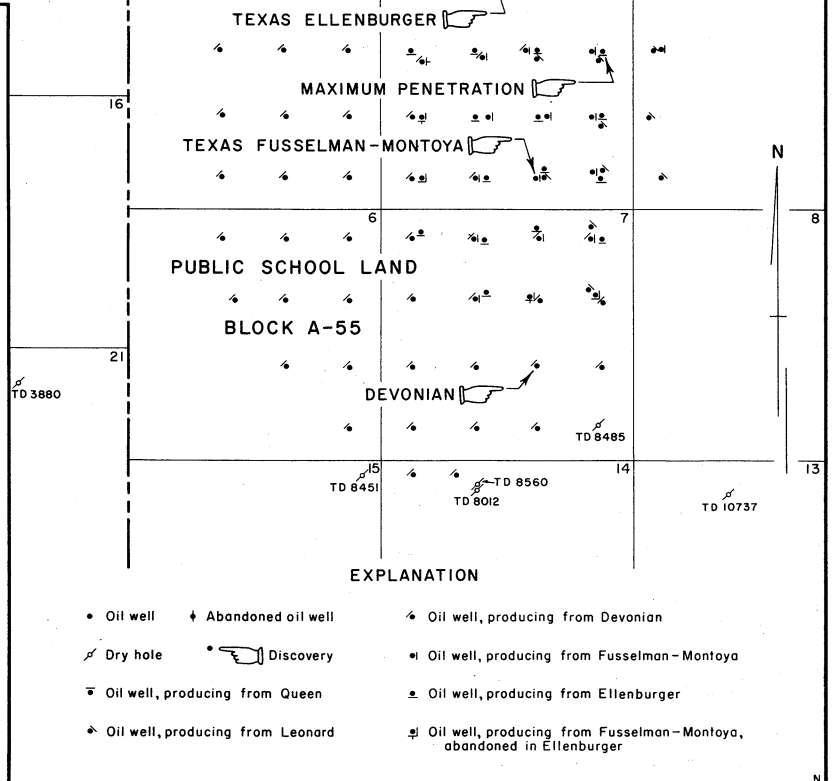 TEXAS ELLENBURGER
MAXIMUM PENETRATION
16
TEXAS FUSSELMAN-MONTOYA
N
6
7
8
PUBLIC SCHOOL LAND
BLOCK A-55
21
TD 3880
DEVONIAN
TD 8485
15
14
13
TD 8451
TD 8560
TD 8012
TD 10737
EXPLANATION
Oil well
Abandoned oil well
Oil well, producing from Devonian
Dry hole
Discovery
Oil well, producing from Fusselman-Montoya
Oil well, producing from Queen
Oil well, producing from Ellenburger
Oil well, producing from Leonard
Oil well, producing from Fusselman-Montoya,
abandoned in Ellenburger
N